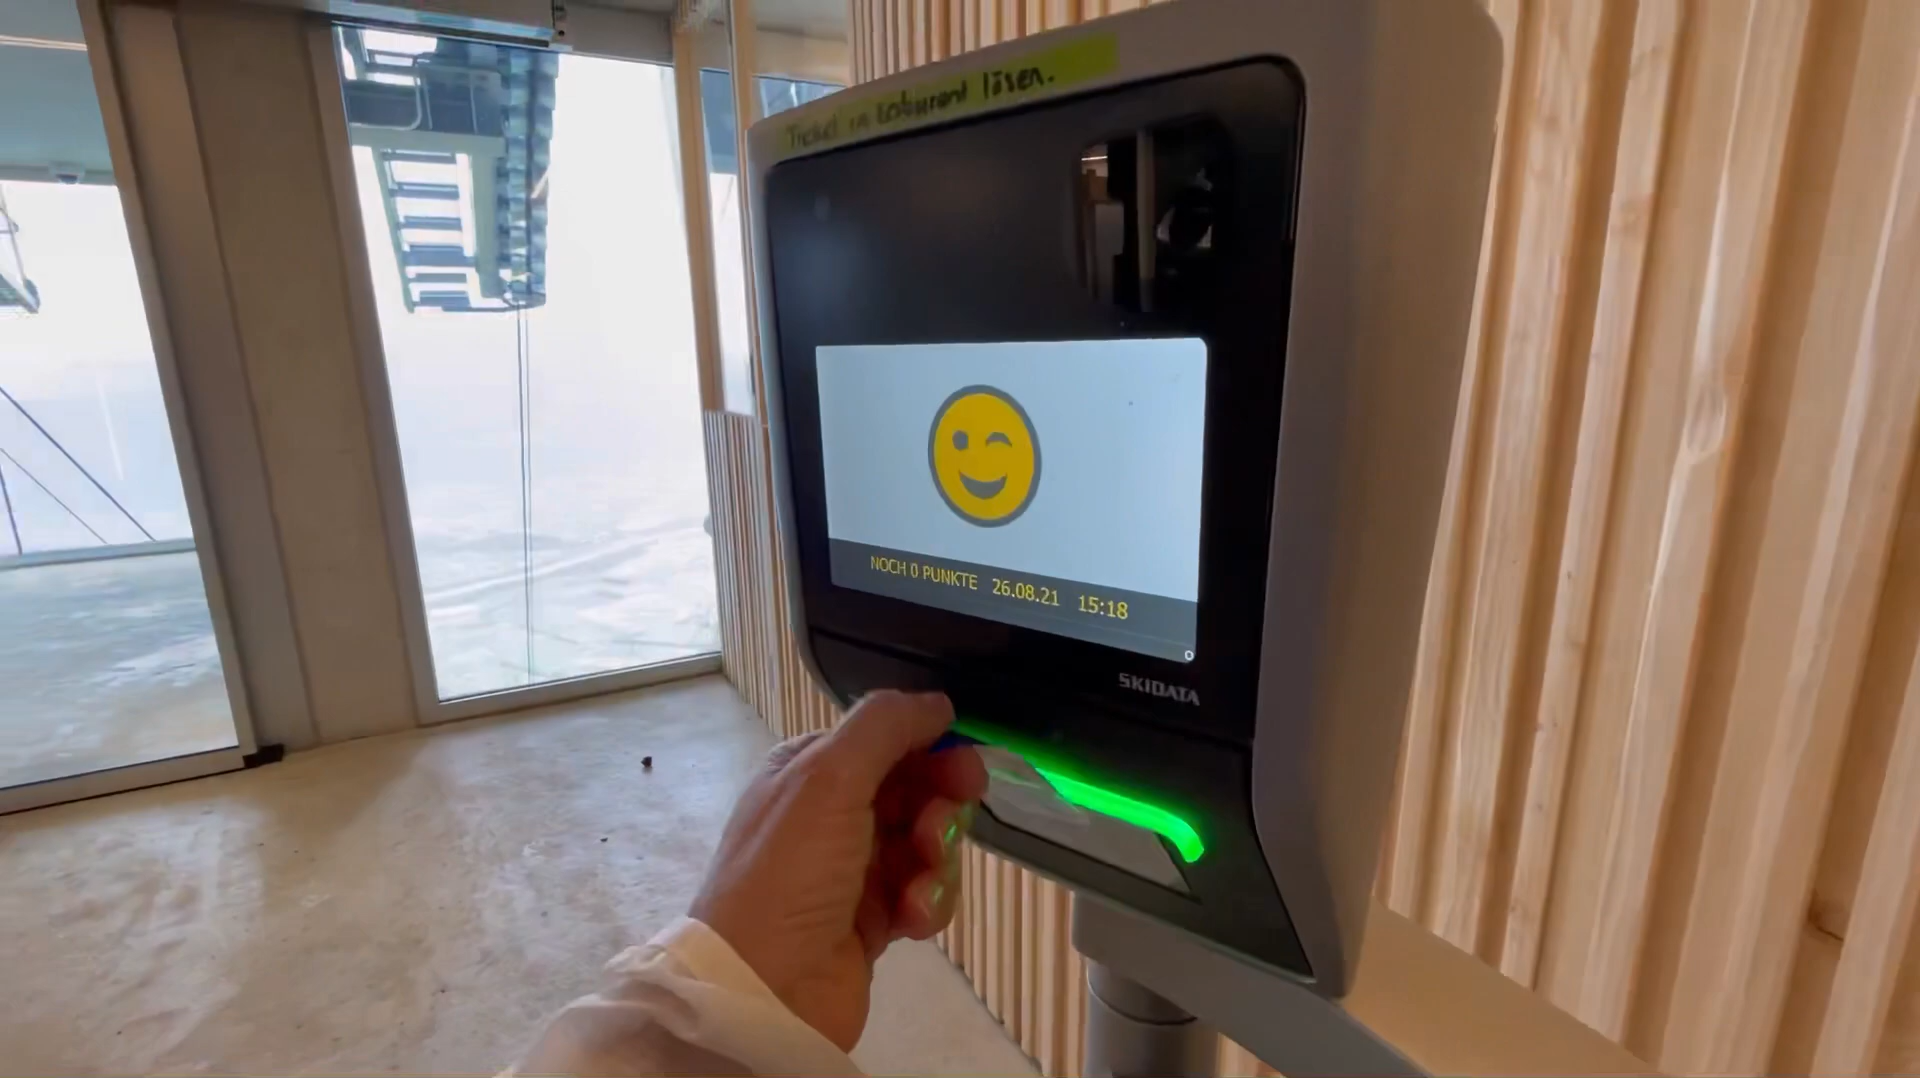 Ticket im Restaurant lösen.
NOCH 0 PUNKTE 26.08.21 15:18
SKIDATA